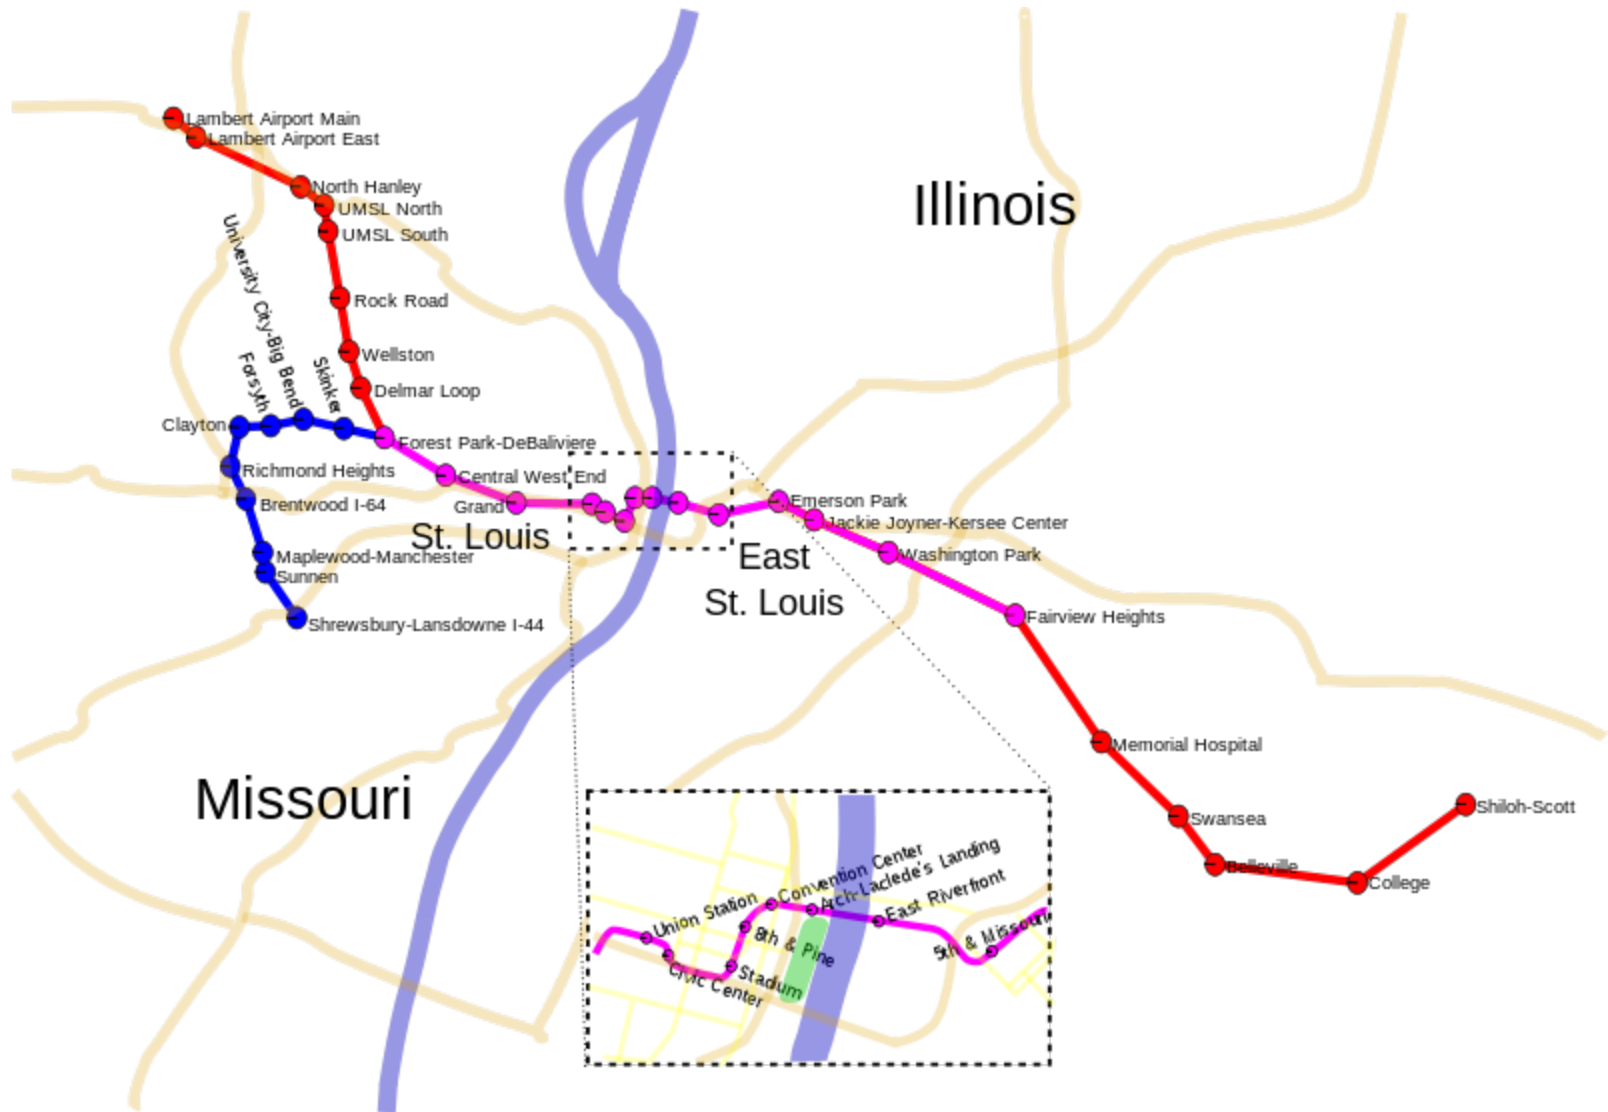 Lambert Airport Main
Lambert Airport East
North Hanley
UMSL North
UMSL South
Illinois
Rock Road
Wellston
Delmar Loop
University City-Big Bend
Forsyth
Skinker
Clayton
Forest Park-DeBaliviere
Richmond Heights
Central West End
Brentwood I-64
Grand
St. Louis
Emerson Park
Jackie Joyner-Kersee Center
Maplewood-Manchester
East
St. Louis
Washington Park
Sunnen
Shrewsbury-Lansdowne I-44
Fairview Heights
Memorial Hospital
Missouri
Swansea
Shiloh-Scott
Belleville
College
Union Station
Convention Center
Arch-Laclede's Landing
East Riverfront
8th & Pine
5th & Missouri
Civic Center
Stadium